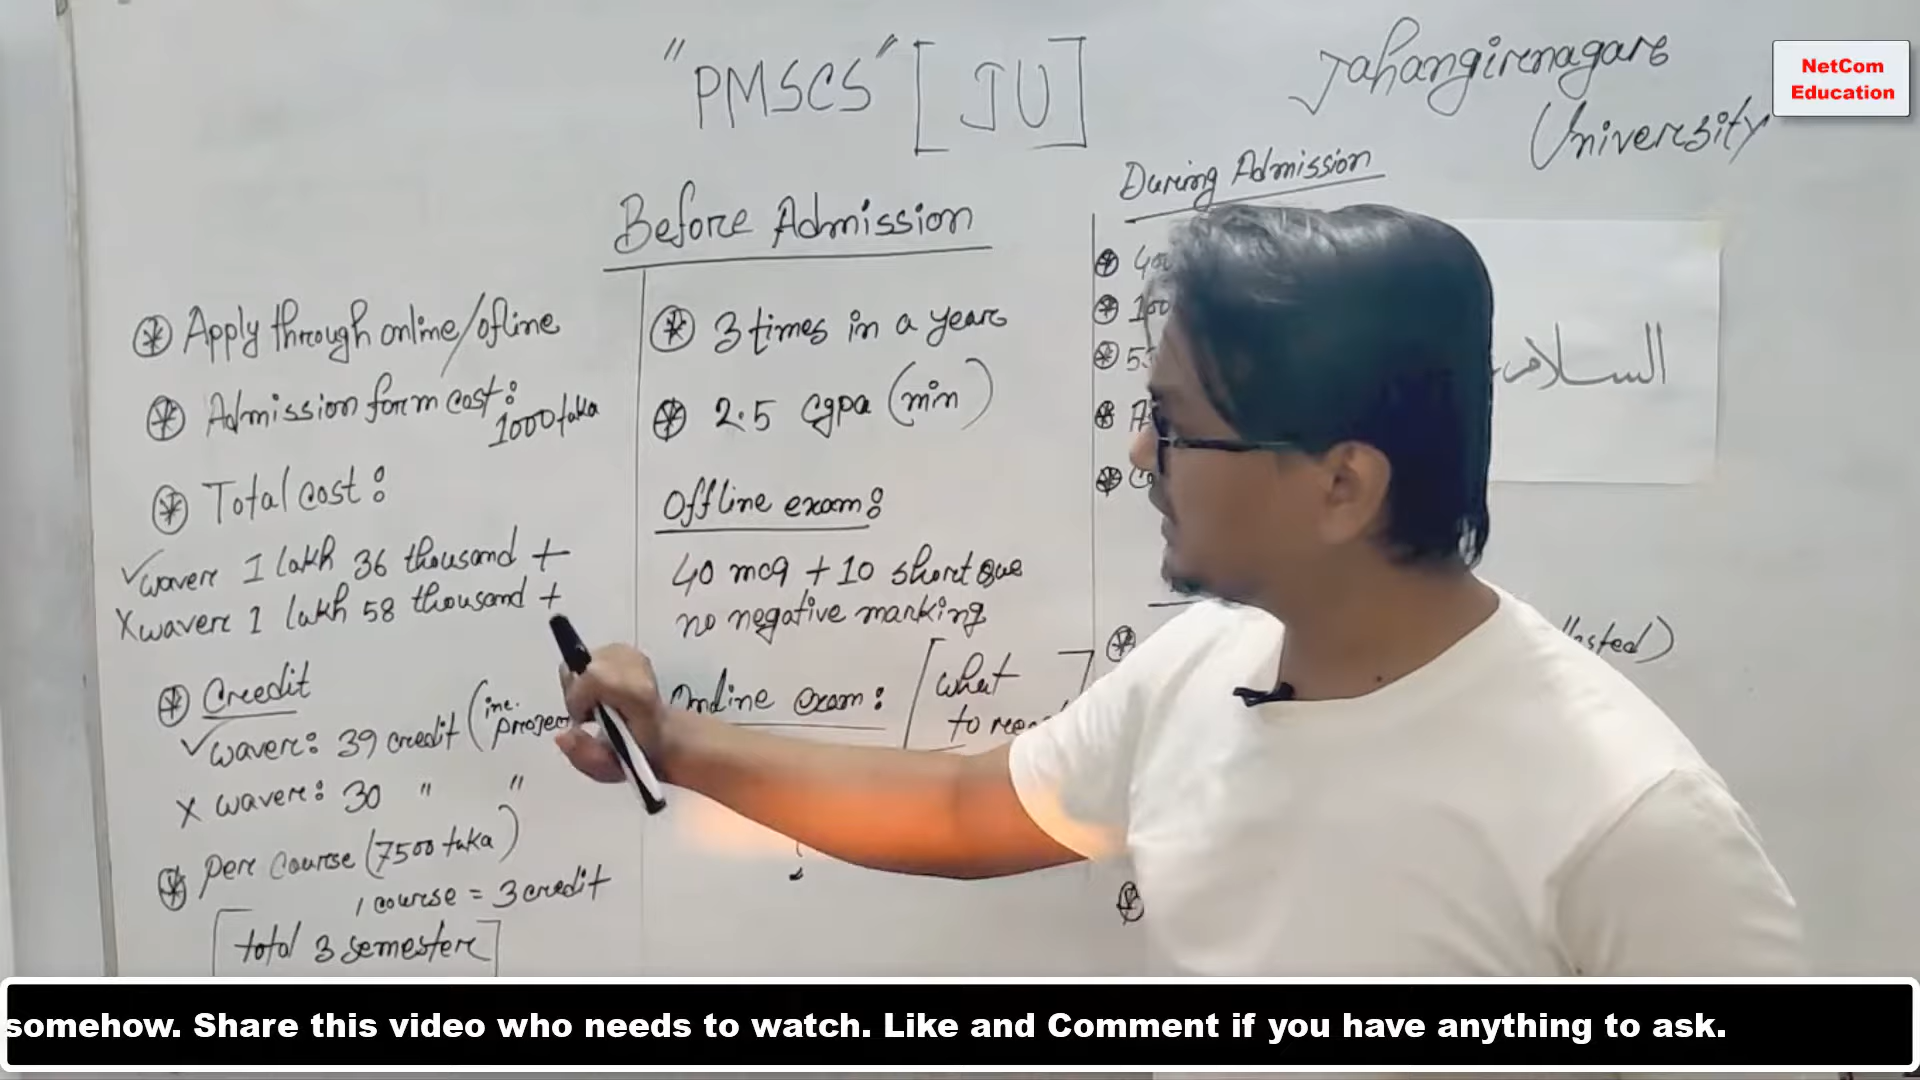 "PMSCS" [JU]
Jahangirnagar
University
NetCom
Education
Before Admission
⊛ Apply through online/ofline
⊛ Admission form cost:
1000 taka
⊛ Total cost:
✓waver 1 lakh 36 thousand +
X waver 1 lakh 58 thousand +
⊛ Creedit
✓waver: 39 credit (inc.
project
X waver: 30 " "
⊛ per course (7500 taka)
1 course = 3 credit
[total 3 semester]
⊛ 3 times in a year
⊛ 2.5 cgpa (min)
Offline exam:
40 mcq + 10 short que
no negative marking
Online exam:
[what
to
During Admission
السلام
somehow. Share this video who needs to watch. Like and Comment if you have anything to ask.